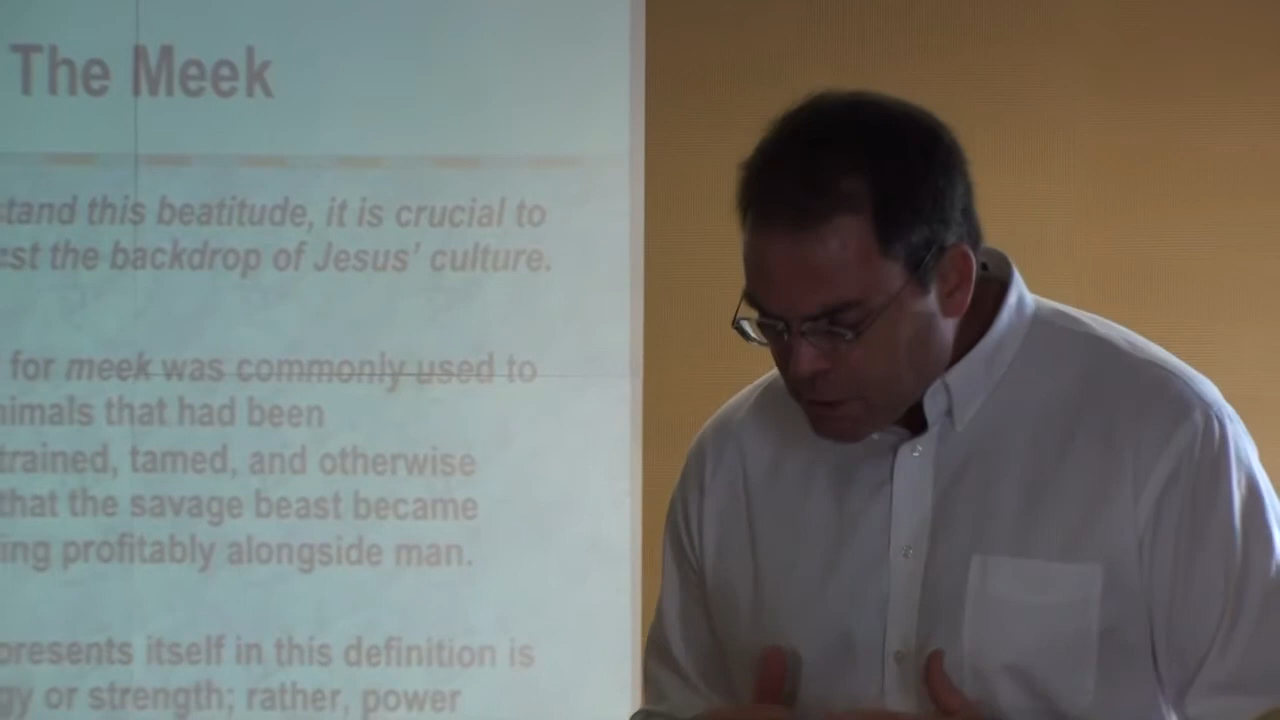 The Meek
stand this beatitude, it is crucial to
est the backdrop of Jesus' culture.
for meek was commonly used to
nimals that had been
trained, tamed, and otherwise
that the savage beast became
ing profitably alongside man.
presents itself in this definition is
gy or strength; rather, power